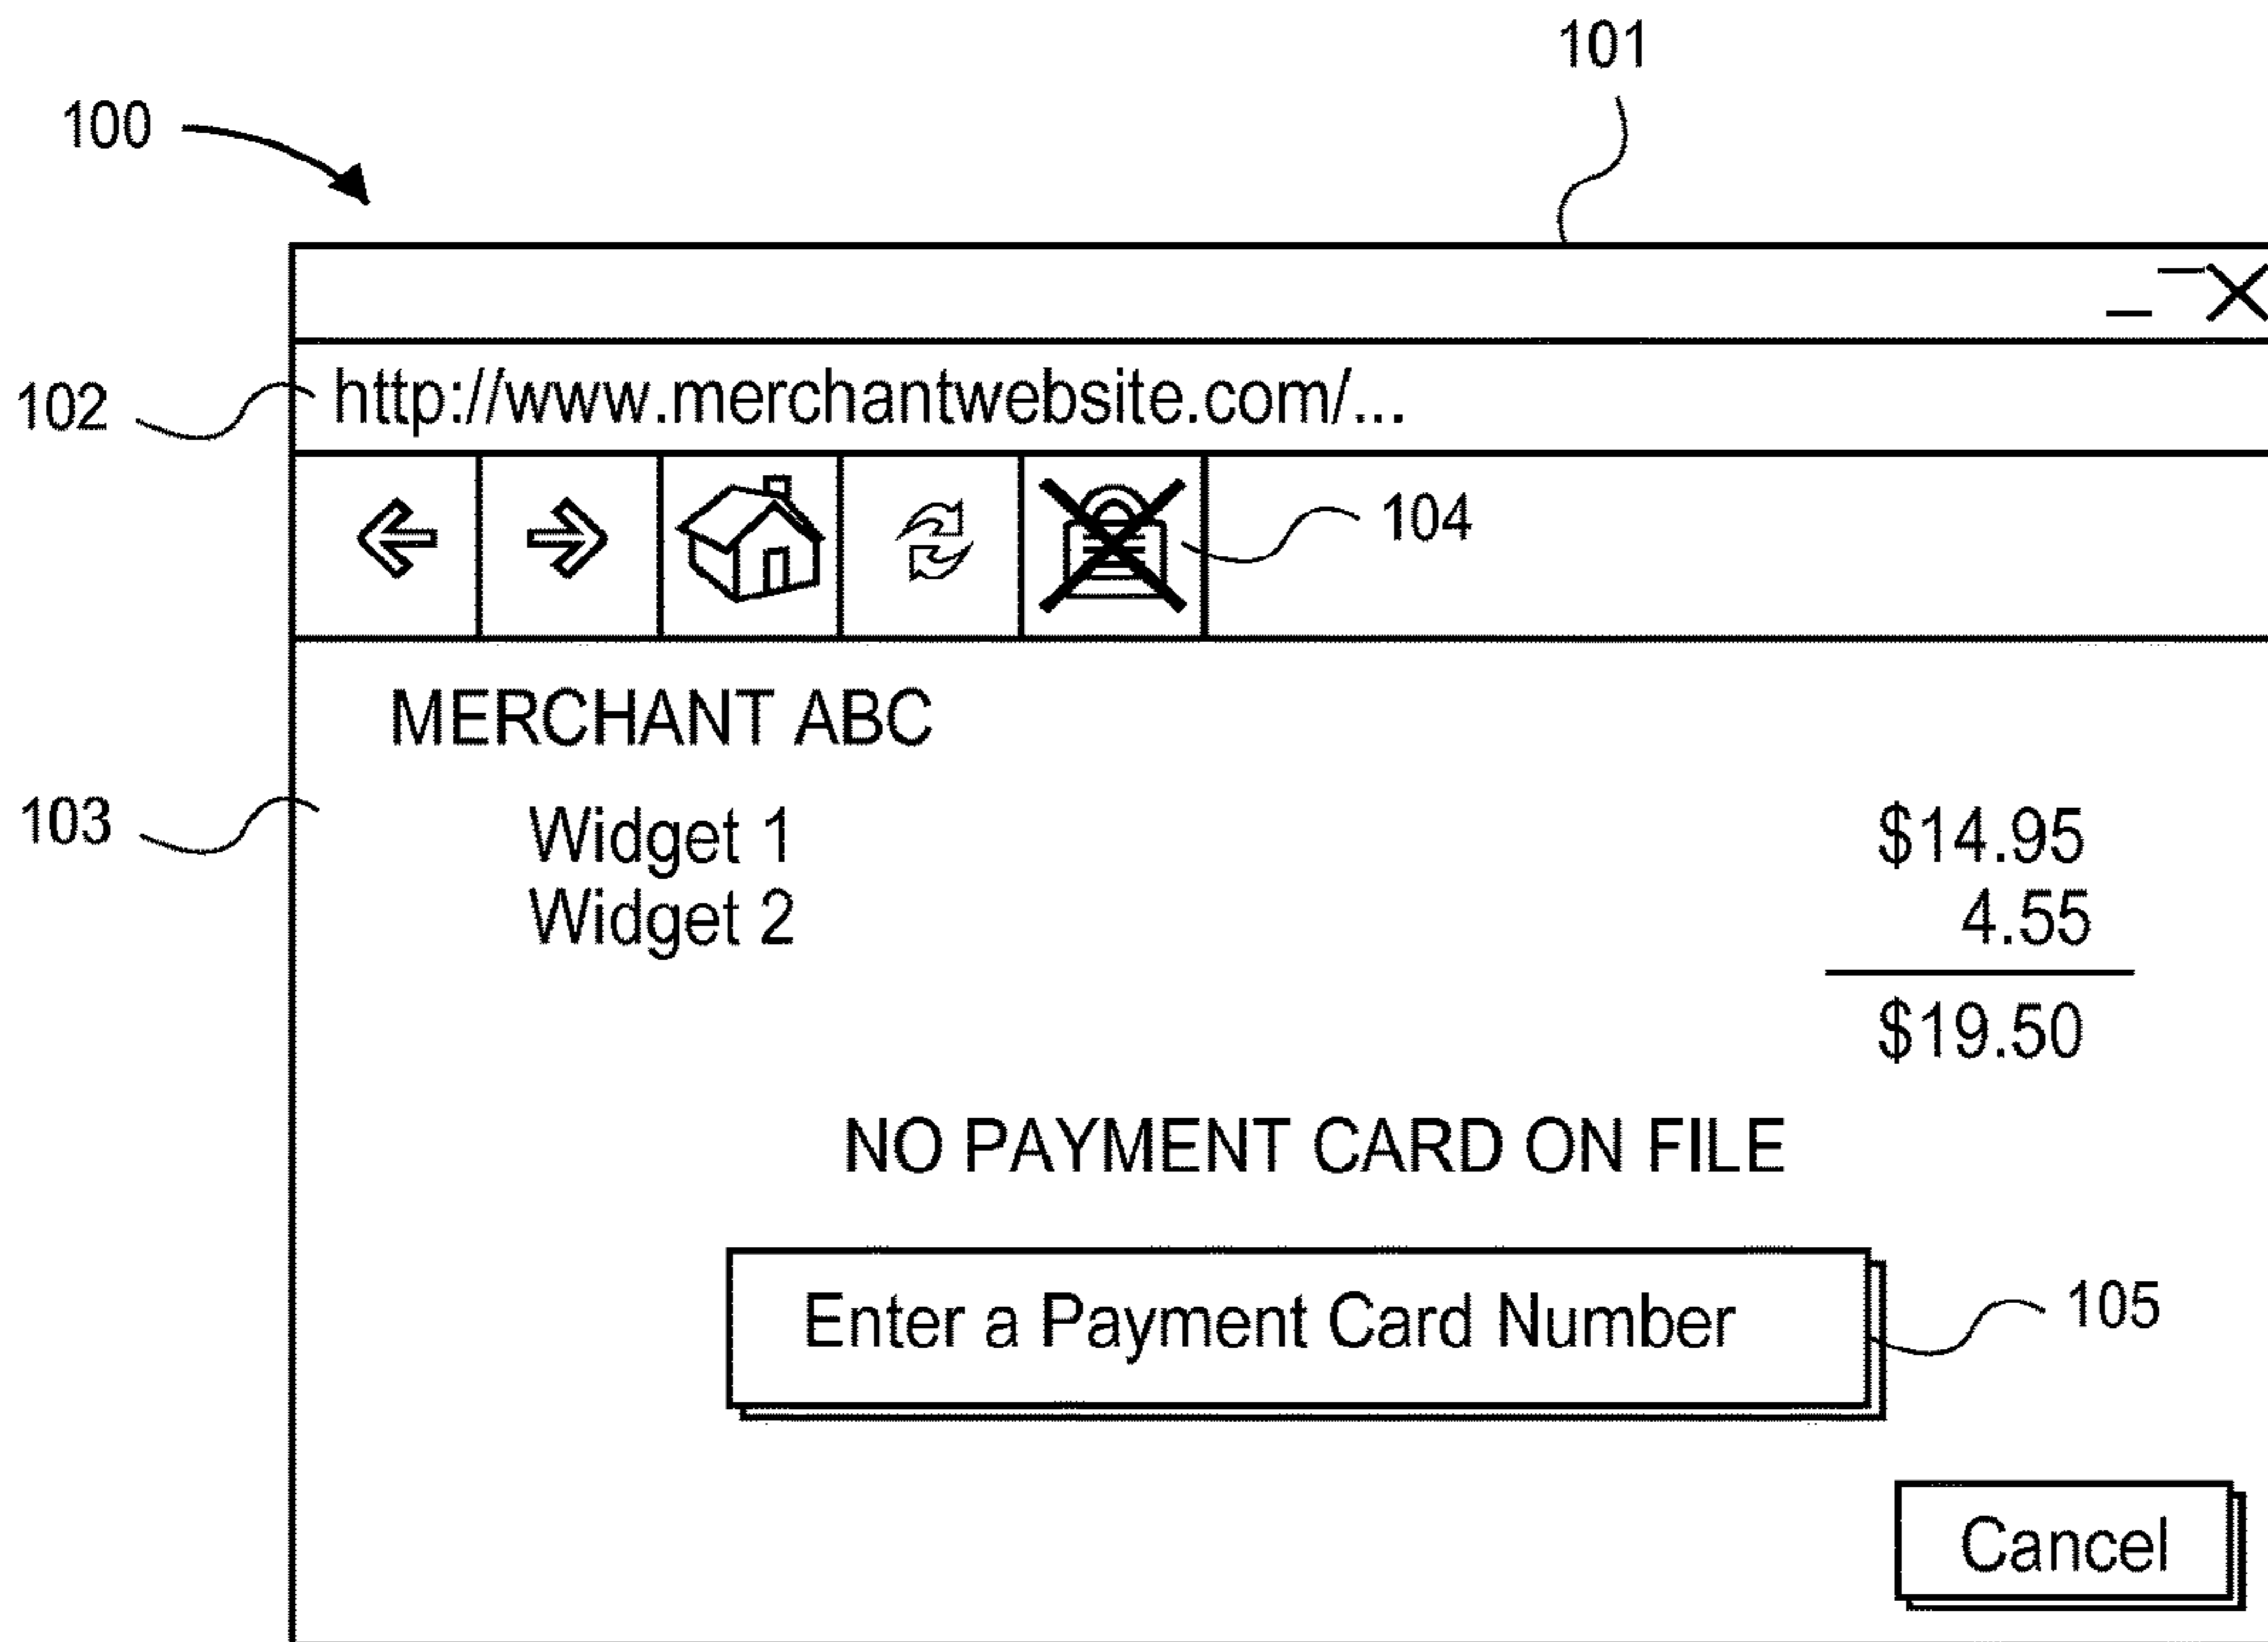 101
100
102 http://www.merchantwebsite.com/...
104
MERCHANT ABC
103 Widget 1 $14.95
Widget 2 4.55
$19.50
NO PAYMENT CARD ON FILE
Enter a Payment Card Number 105
Cancel